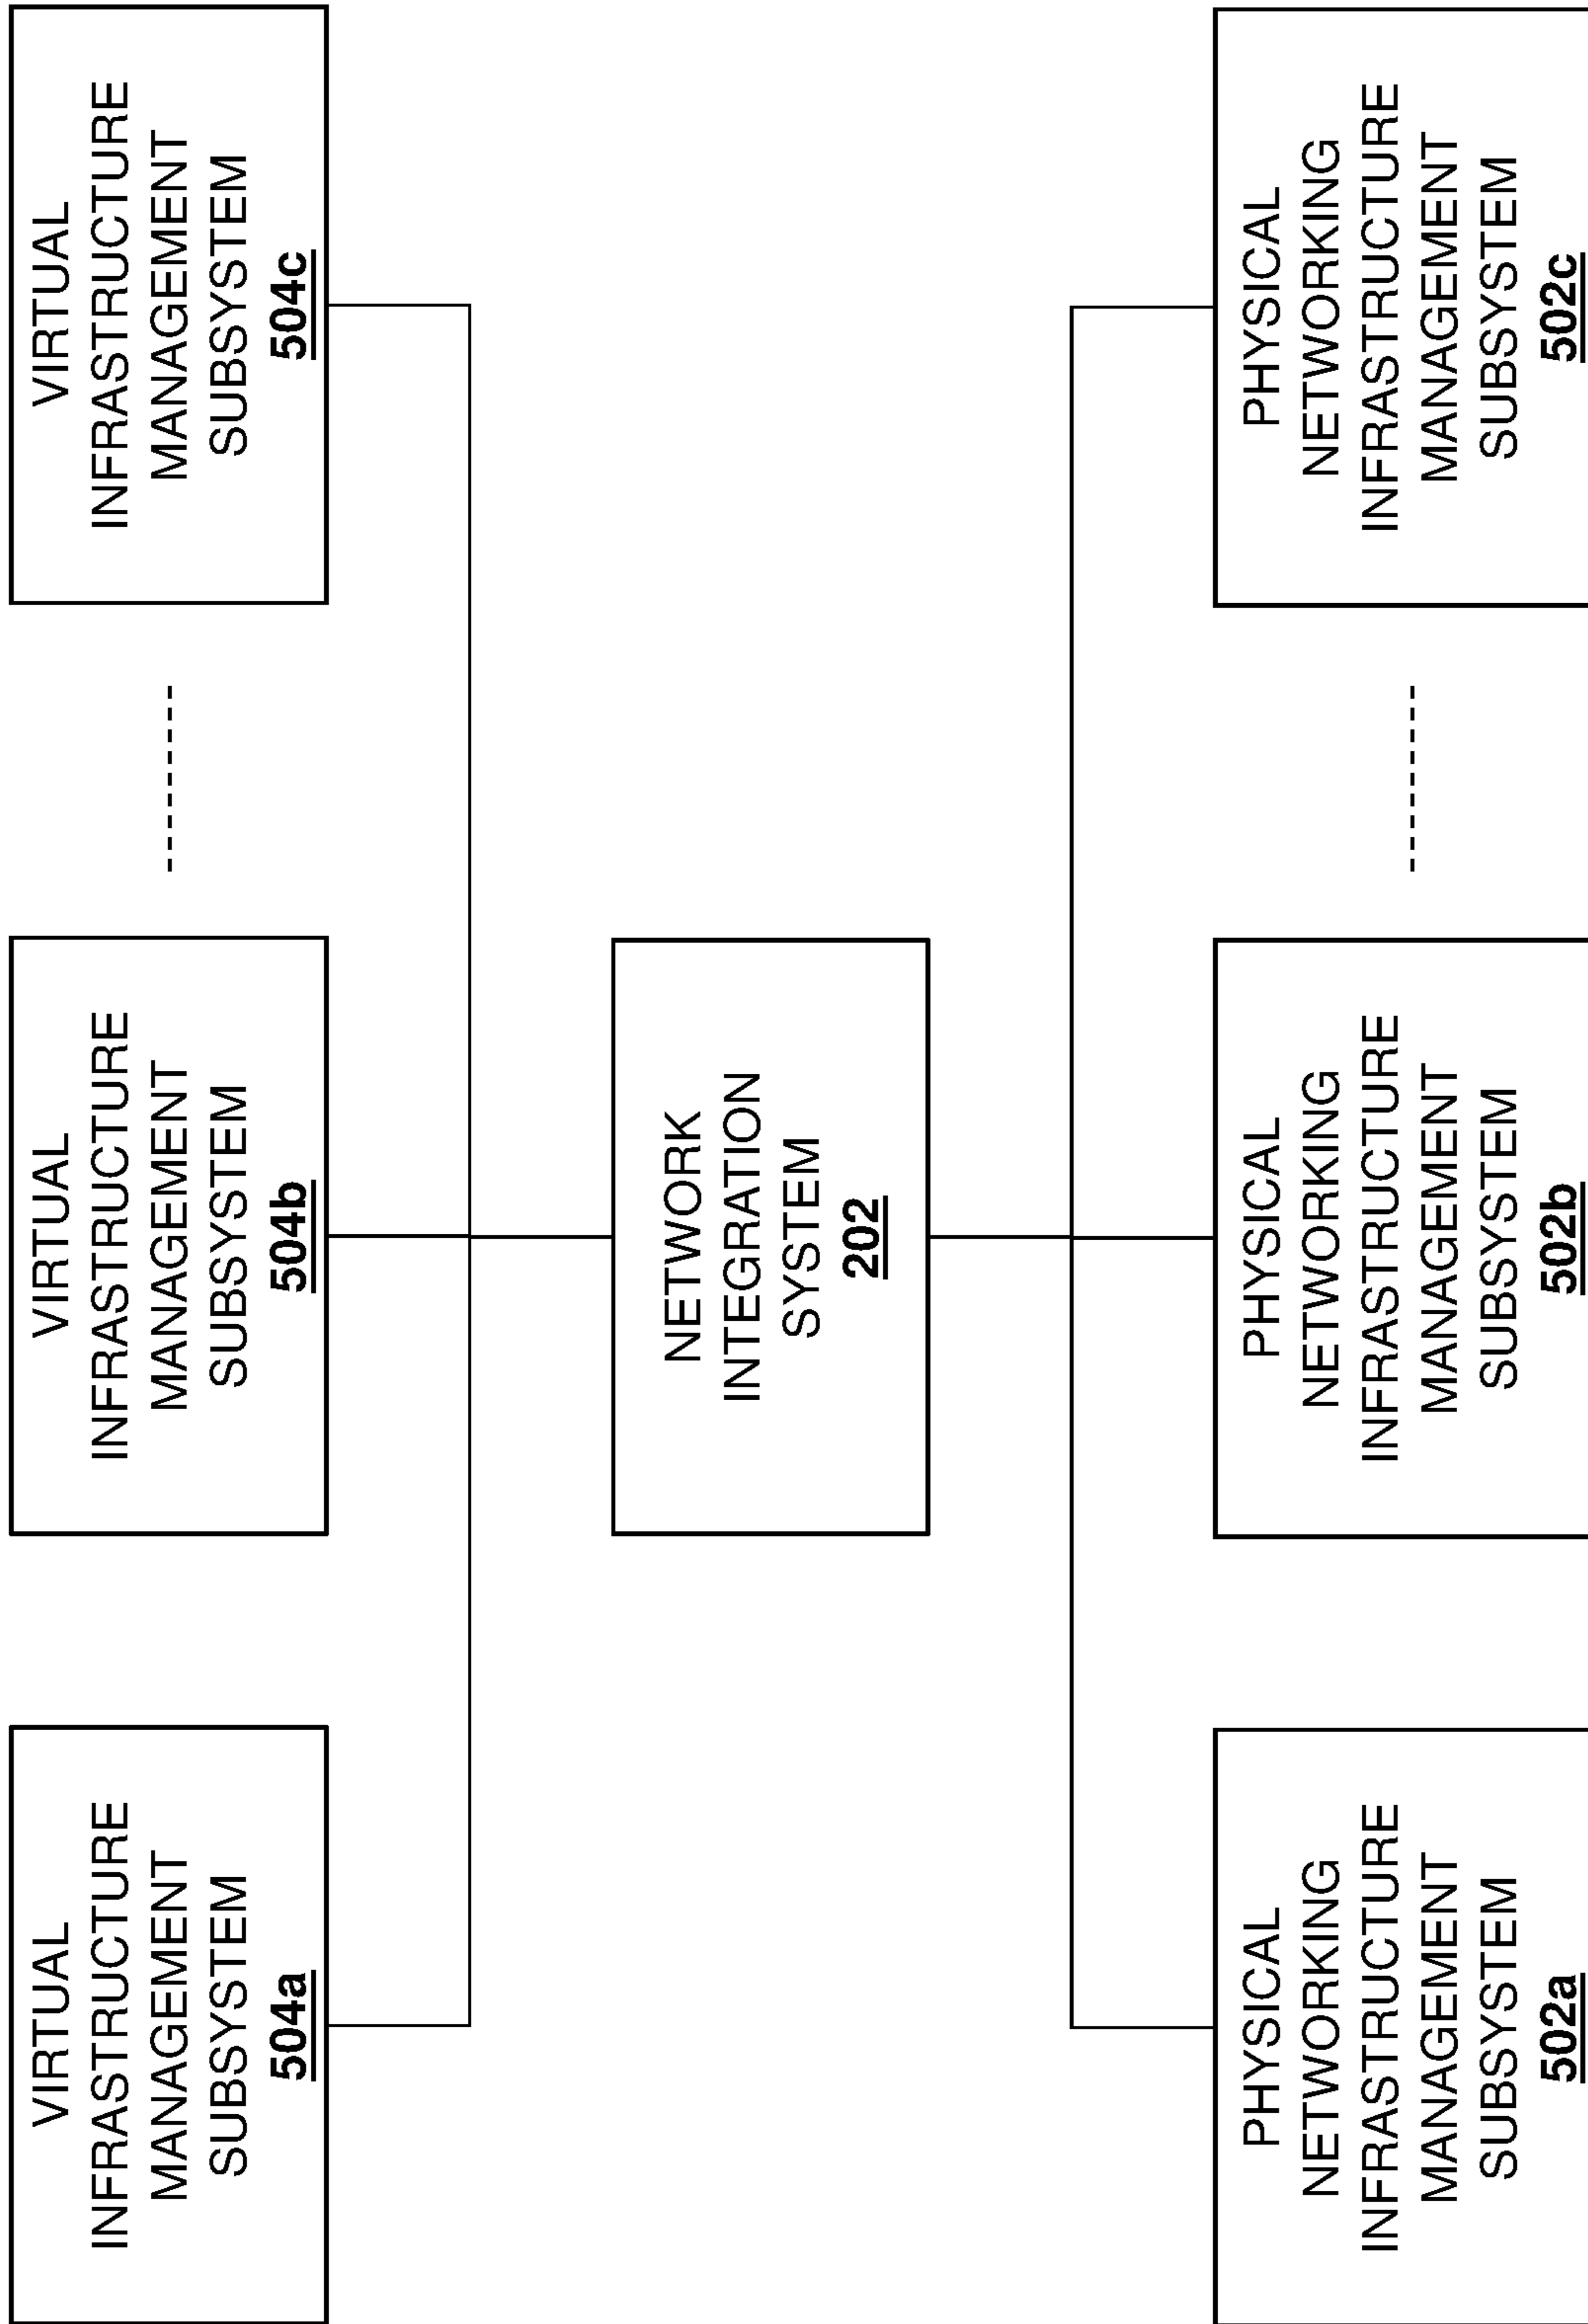 VIRTUAL
INFRASTRUCTURE
MANAGEMENT
SUBSYSTEM
504a
VIRTUAL
INFRASTRUCTURE
MANAGEMENT
SUBSYSTEM
504b
VIRTUAL
INFRASTRUCTURE
MANAGEMENT
SUBSYSTEM
504c
NETWORK
INTEGRATION
SYSTEM
202
PHYSICAL
NETWORKING
INFRASTRUCTURE
MANAGEMENT
SUBSYSTEM
502a
PHYSICAL
NETWORKING
INFRASTRUCTURE
MANAGEMENT
SUBSYSTEM
502b
PHYSICAL
NETWORKING
INFRASTRUCTURE
MANAGEMENT
SUBSYSTEM
502c